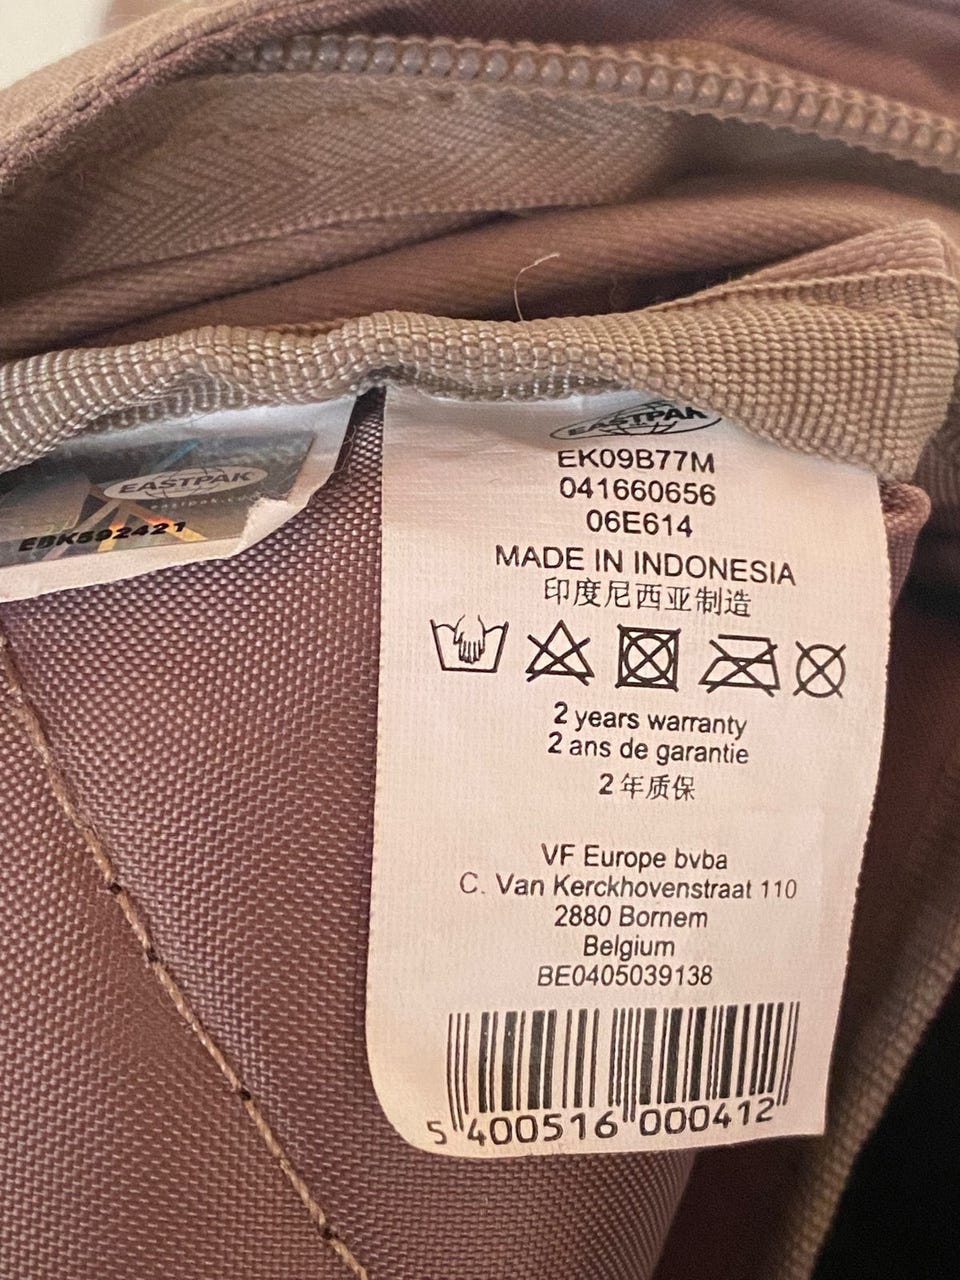 EASTPAK
EBK592421
EASTPAK
EK09B77M
041660656
06E614
MADE IN INDONESIA
印度尼西亚制造
2 years warranty
2 ans de garantie
2 年质保
VF Europe bvba
C. Van Kerckhovenstraat 110
2880 Bornem
Belgium
BE0405039138
5 400516 000412